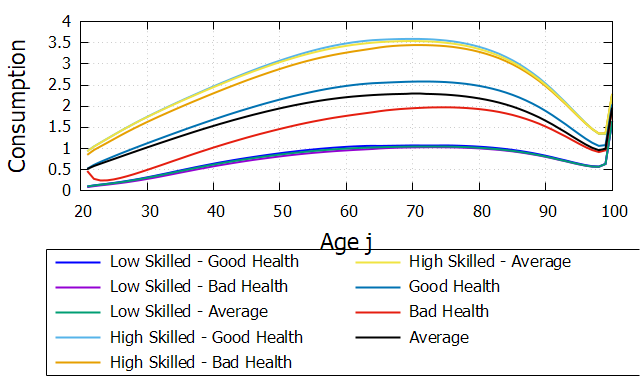 4
3.5
3
2.5
2
1.5
1
0.5
0
Consumption
20 30 40 50 60 70 80 90 100
Age j
Low Skilled - Good Health High Skilled - Average
Low Skilled - Bad Health Good Health
Low Skilled - Average Bad Health
High Skilled - Good Health Average
High Skilled - Bad Health